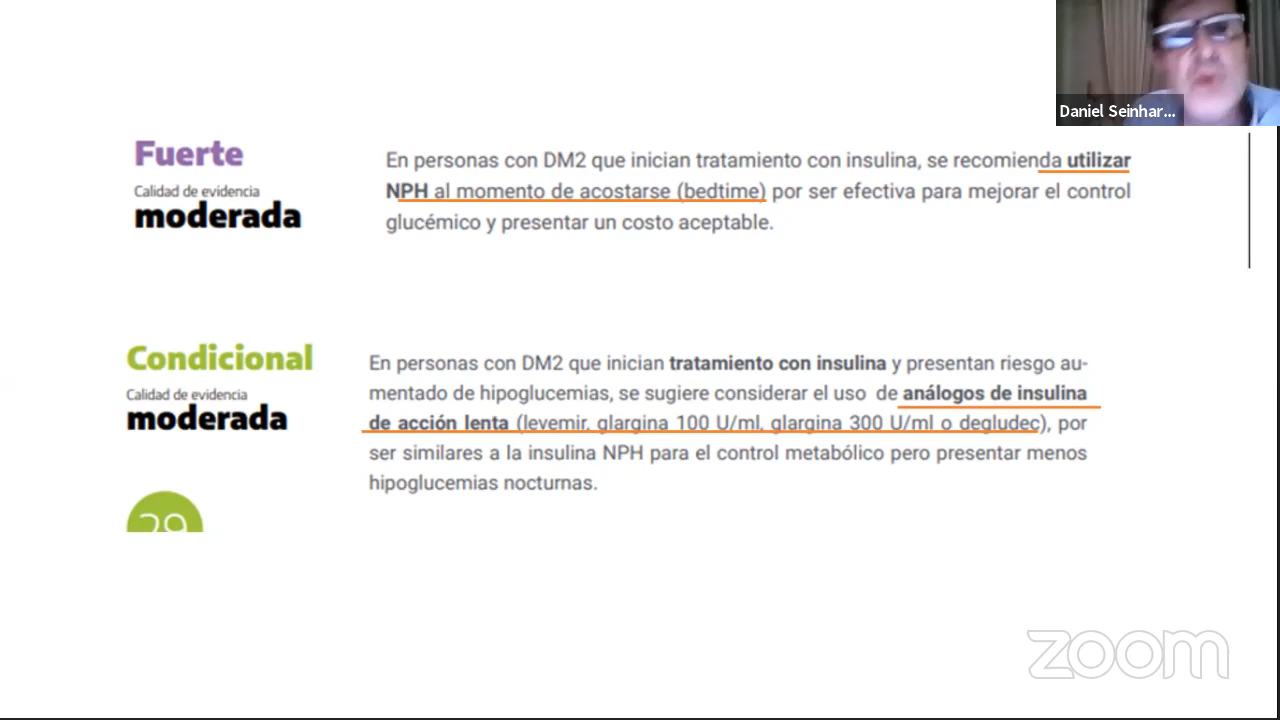 Daniel Seinhar...
Fuerte
Calidad de evidencia
moderada
En personas con DM2 que inician tratamiento con insulina, se recomienda utilizar
NPH al momento de acostarse (bedtime) por ser efectiva para mejorar el control
glucémico y presentar un costo aceptable.
Condicional
Calidad de evidencia
moderada
En personas con DM2 que inician tratamiento con insulina y presentan riesgo au-
mentado de hipoglucemias, se sugiere considerar el uso de análogos de insulina
de acción lenta (levemir, glargina 100 U/ml, glargina 300 U/ml o degludec), por
ser similares a la insulina NPH para el control metabólico pero presentar menos
hipoglucemias nocturnas.
29
zoom